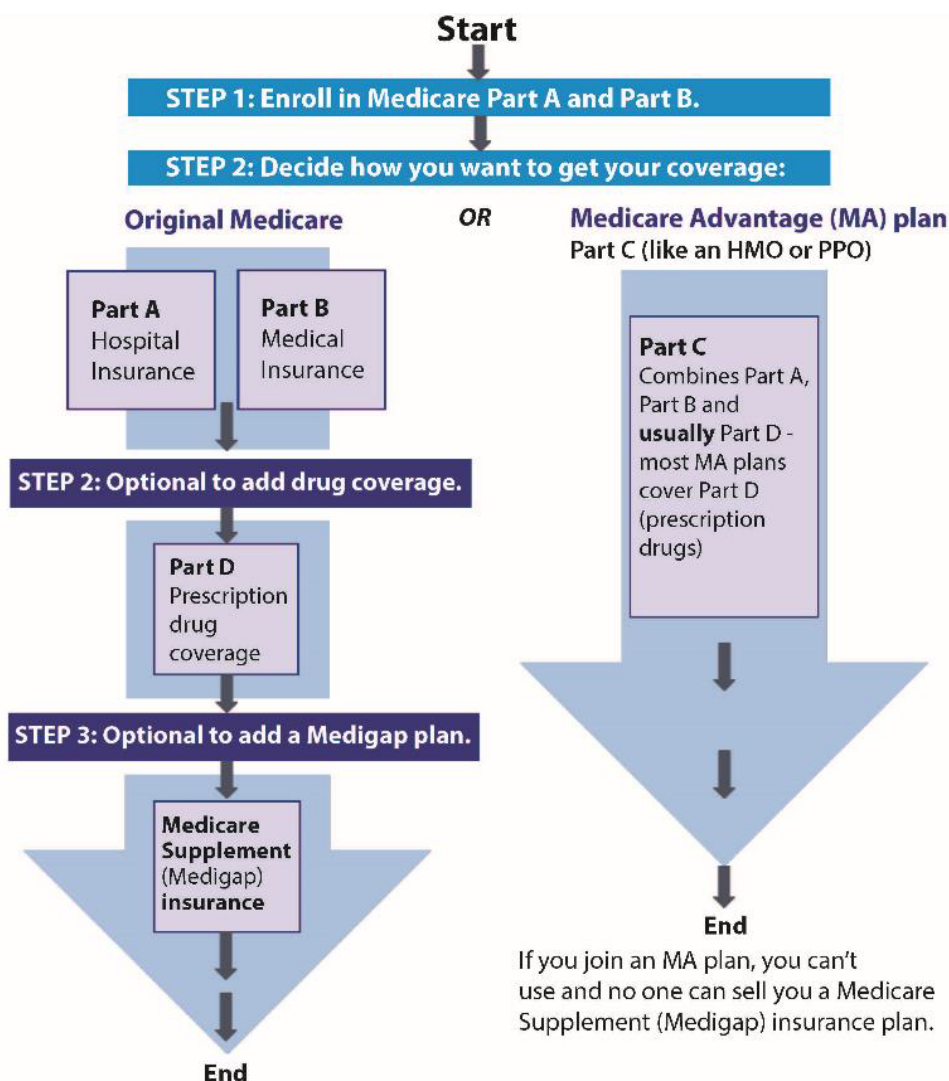 Start
STEP 1: Enroll in Medicare Part A and Part B.
STEP 2: Decide how you want to get your coverage:
Original Medicare
OR
Medicare Advantage (MA) plan
Part C (like an HMO or PPO)
Part A
Hospital
Insurance
Part B
Medical
Insurance
STEP 2: Optional to add drug coverage.
Part D
Prescription
drug
coverage
STEP 3: Optional to add a Medigap plan.
Medicare
Supplement
(Medigap)
insurance
End
Part C
Combines Part A,
Part B and
usually Part D -
most MA plans
cover Part D
(prescription
drugs)
End
If you join an MA plan, you can't
use and no one can sell you a Medicare
Supplement (Medigap) insurance plan.